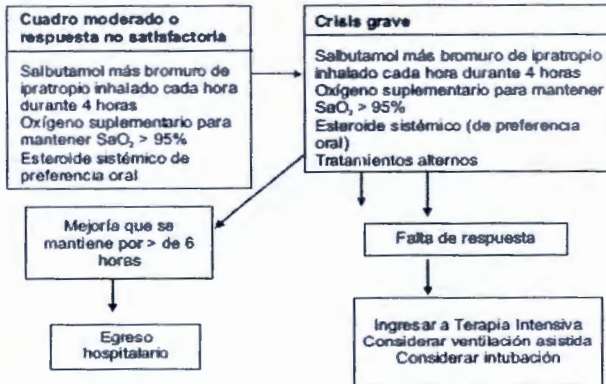 Cuadro moderado o
respuesta no satisfactoria
Salbutamol más bromuro de
ipratropio inhalado cada hora
durante 4 horas
Oxígeno suplementario para
mantener SaO₂ > 95%
Esteroide sistémico de
preferencia oral
Crisis grave
Salbutamol más bromuro de ipratropio
inhalado cada hora durante 4 horas
Oxígeno suplementario para mantener
SaO₂ > 95%
Esteroide sistémico (de preferencia
oral)
Tratamientos alternos
Mejoría que se
mantiene por > de 6
horas
Falta de respuesta
Egreso
hospitalario
Ingresar a Terapia Intensiva
Considerar ventilación asistida
Considerar intubación